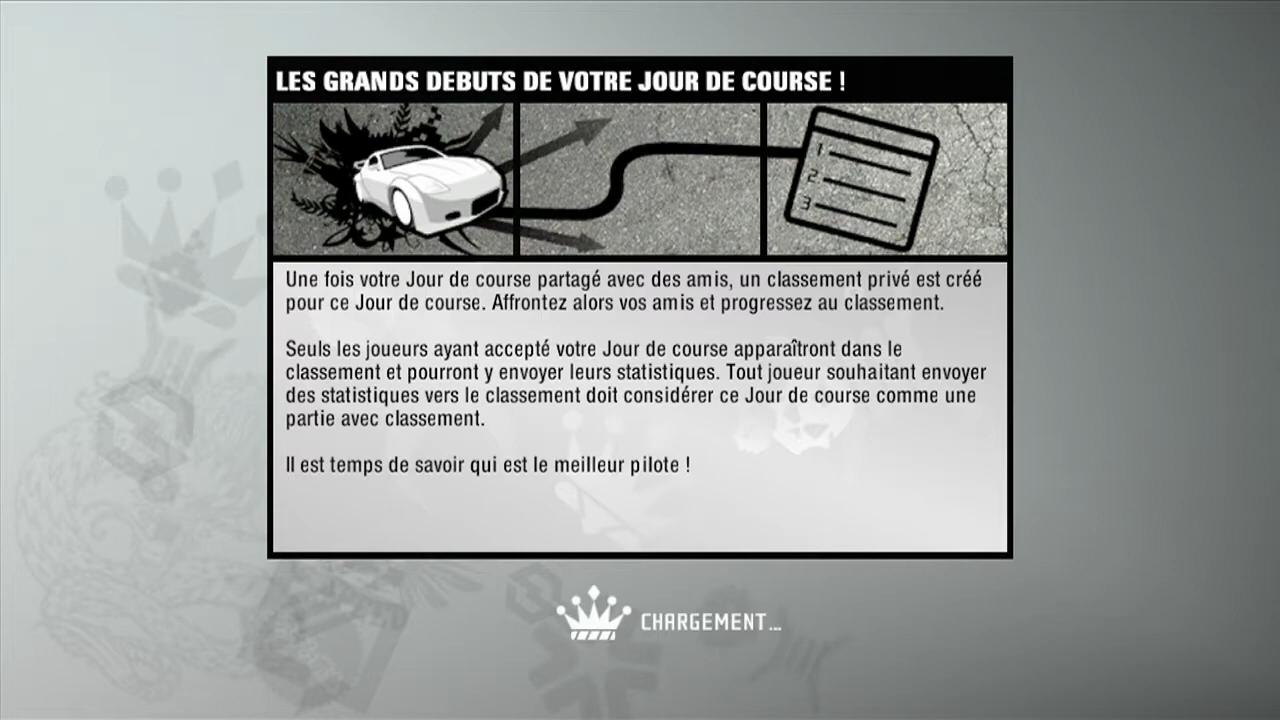 LES GRANDS DEBUTS DE VOTRE JOUR DE COURSE !
1
2
3
Une fois votre Jour de course partagé avec des amis, un classement privé est créé
pour ce Jour de course. Affrontez alors vos amis et progressez au classement.
Seuls les joueurs ayant accepté votre Jour de course apparaîtront dans le
classement et pourront y envoyer leurs statistiques. Tout joueur souhaitant envoyer
des statistiques vers le classement doit considérer ce Jour de course comme une
partie avec classement.
Il est temps de savoir qui est le meilleur pilote !
CHARGEMENT...